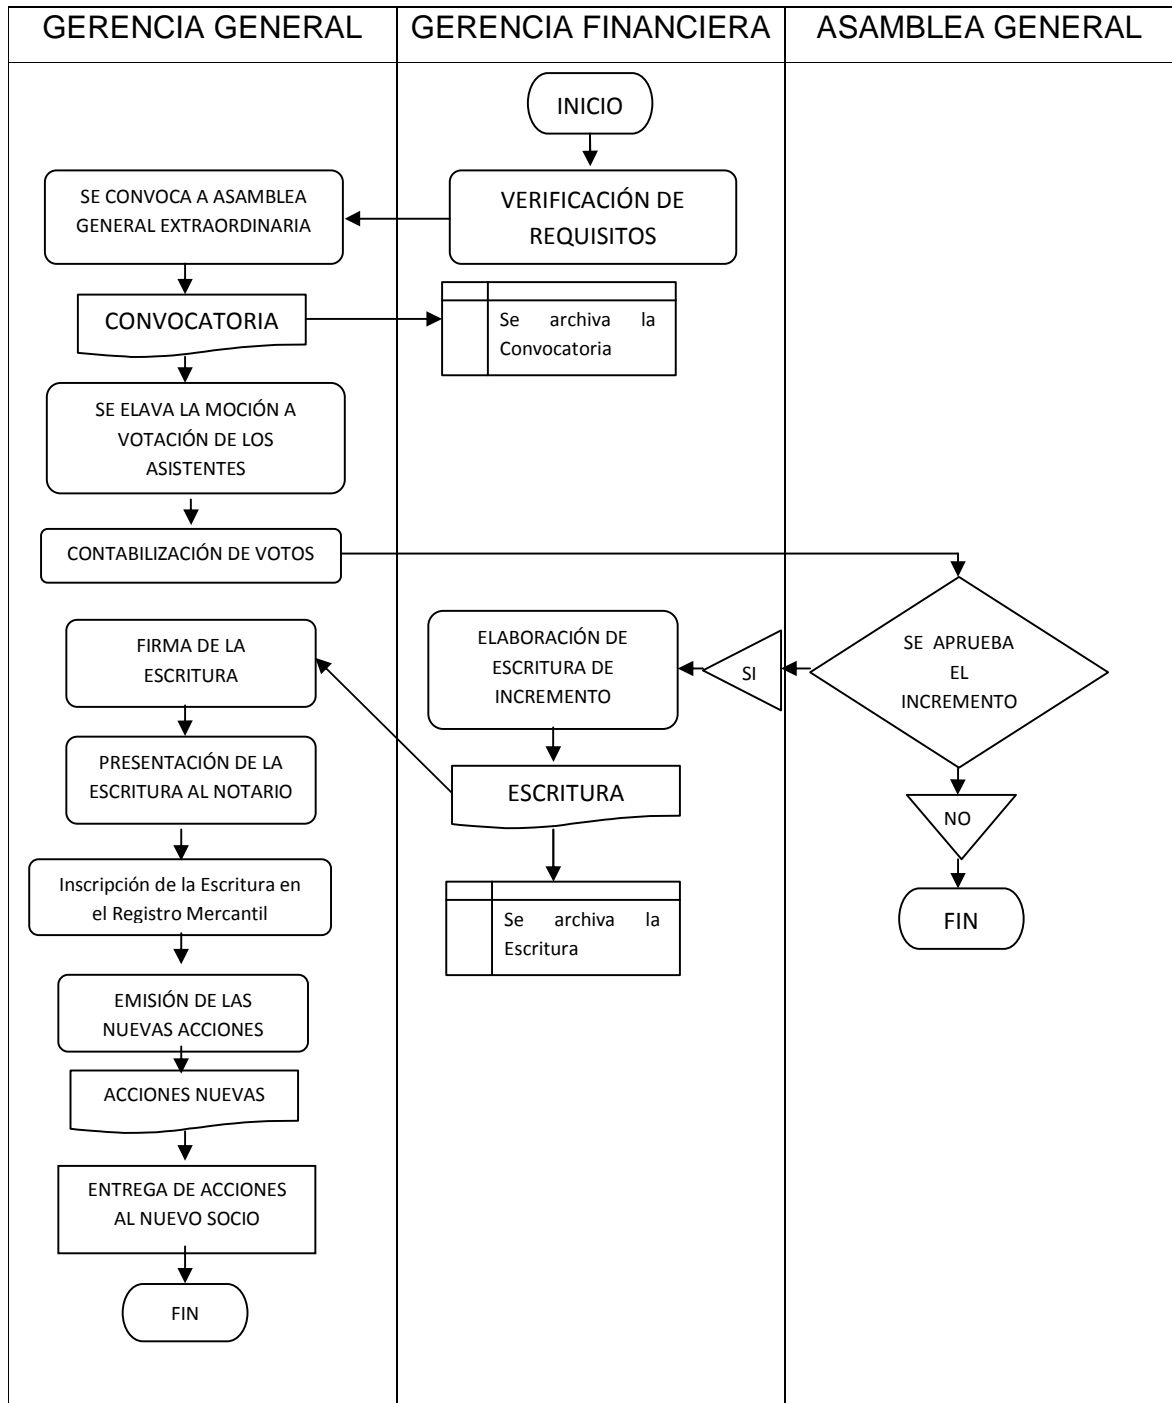 GERENCIA GENERAL
GERENCIA FINANCIERA
ASAMBLEA GENERAL
INICIO
VERIFICACIÓN DE
REQUISITOS
SE CONVOCA A ASAMBLEA
GENERAL EXTRAORDINARIA
CONVOCATORIA
Se archiva la
Convocatoria
SE ELAVA LA MOCIÓN A
VOTACIÓN DE LOS
ASISTENTES
CONTABILIZACIÓN DE VOTOS
SE APRUEBA
EL
INCREMENTO
SI
NO
FIN
ELABORACIÓN DE
ESCRITURA DE
INCREMENTO
ESCRITURA
Se archiva la
Escritura
FIRMA DE LA
ESCRITURA
PRESENTACIÓN DE LA
ESCRITURA AL NOTARIO
Inscripción de la Escritura en
el Registro Mercantil
EMISIÓN DE LAS
NUEVAS ACCIONES
ACCIONES NUEVAS
ENTREGA DE ACCIONES
AL NUEVO SOCIO
FIN